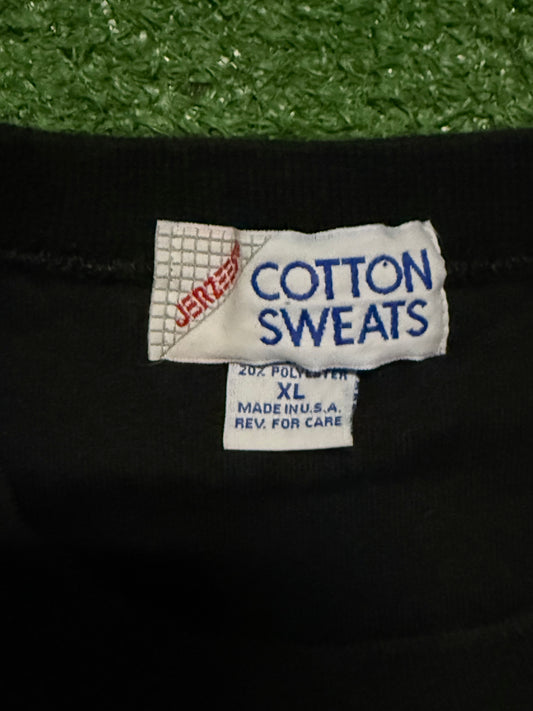 JERZEES
COTTON
SWEATS
20% POLYESTER
XL
MADE IN U.S.A.
REV. FOR CARE